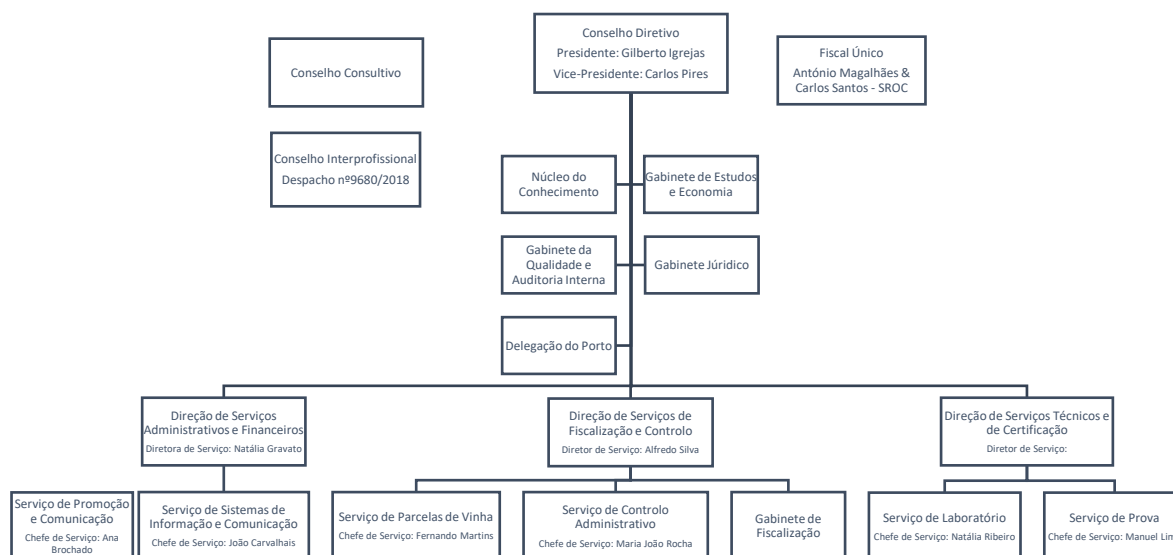 Conselho Diretivo
Presidente: Gilberto Igrejas
Vice-Presidente: Carlos Pires
Conselho Consultivo
Fiscal Único
António Magalhães &
Carlos Santos - SROC
Conselho Interprofissional
Despacho nº9680/2018
Núcleo do
Conhecimento
Gabinete de Estudos
e Economia
Gabinete da
Qualidade e
Auditoria Interna
Gabinete Júridico
Delegação do Porto
Direção de Serviços
Administrativos e Financeiros
Diretora de Serviço: Natália Gravato
Direção de Serviços de
Fiscalização e Controlo
Diretor de Serviço: Alfredo Silva
Direção de Serviços Técnicos e
de Certificação
Diretor de Serviço:
Serviço de Promoção
e Comunicação
Chefe de Serviço: Ana
Brochado
Serviço de Sistemas de
Informação e Comunicação
Chefe de Serviço: João Carvalhais
Serviço de Parcelas de Vinha
Chefe de Serviço: Fernando Martins
Serviço de Controlo
Administrativo
Chefe de Serviço: Maria João Rocha
Gabinete de
Fiscalização
Serviço de Laboratório
Chefe de Serviço: Natália Ribeiro
Serviço de Prova
Chefe de Serviço: Manuel